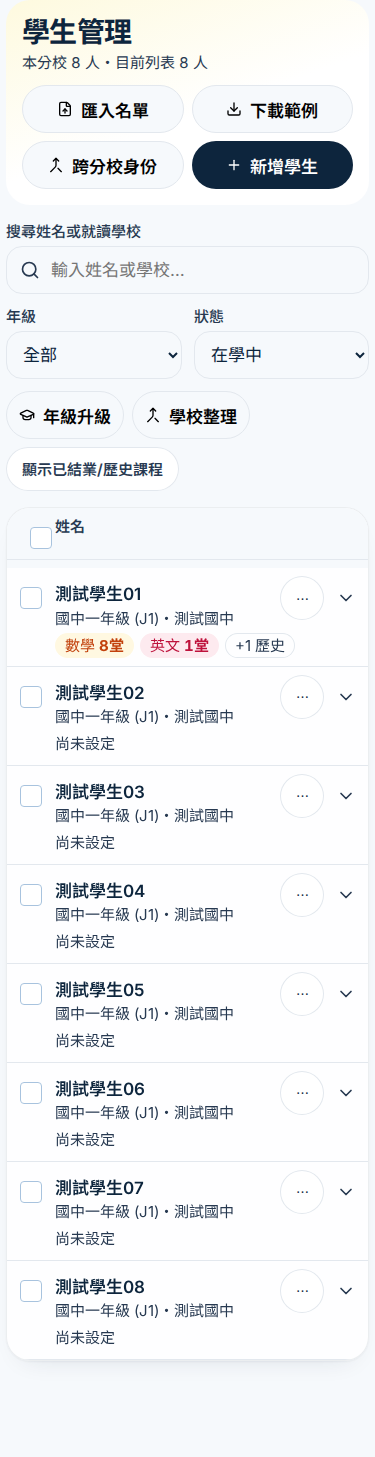 學生管理
本分校 8 人・目前列表 8 人
匯入名單
下載範例
跨分校身份
新增學生
搜尋姓名或就讀學校
輸入姓名或學校...
年級
狀態
全部
在學中
年級升級
學校整理
顯示已結業/歷史課程
姓名
測試學生01
國中一年級 (J1)・測試國中
數學 8堂 英文 1堂 +1 歷史
測試學生02
國中一年級 (J1)・測試國中
尚未設定
測試學生03
國中一年級 (J1)・測試國中
尚未設定
測試學生04
國中一年級 (J1)・測試國中
尚未設定
測試學生05
國中一年級 (J1)・測試國中
尚未設定
測試學生06
國中一年級 (J1)・測試國中
尚未設定
測試學生07
國中一年級 (J1)・測試國中
尚未設定
測試學生08
國中一年級 (J1)・測試國中
尚未設定